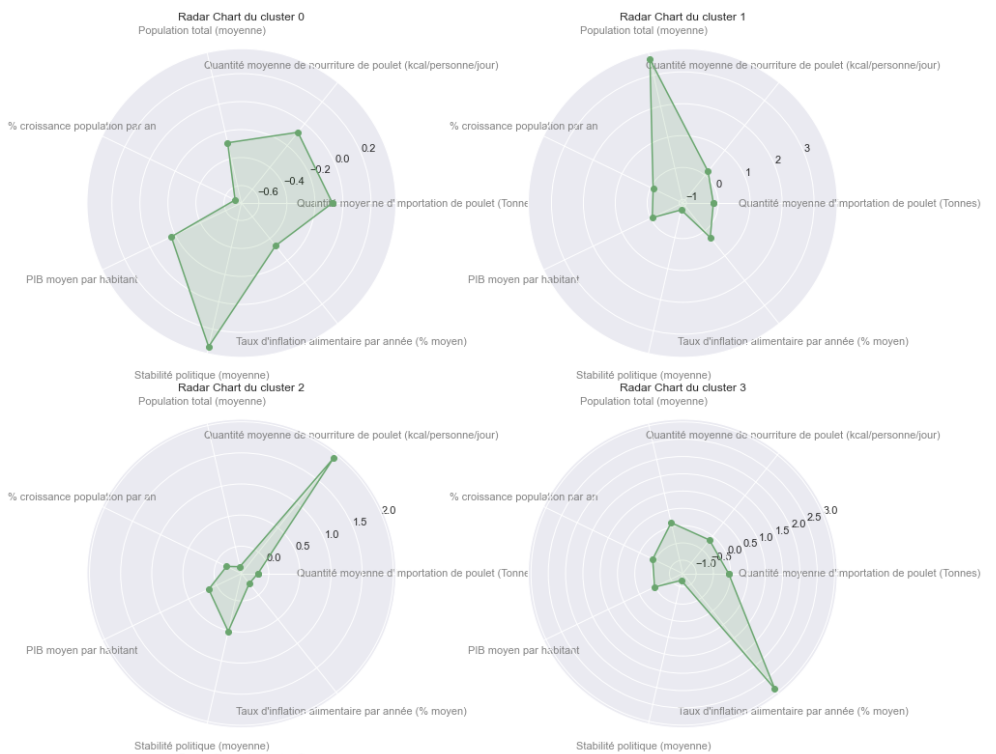 Radar Chart du cluster 0
Population total (moyenne)
Quantité moyenne de nourriture de poulet (kcal/personne/jour)
% croissance population par an
0.2
0.0
−0.2
−0.4
−0.6
Quantité moyenne d'importation de poulet (Tonne
PIB moyen par habitant
Taux d'inflation alimentaire par année (% moyen)
Stabilité politique (moyenne)
Radar Chart du cluster 1
Population total (moyenne)
Quantité moyenne de nourriture de poulet (kcal/personne/jour)
% croissance population par an
3
2
1
0
−1
Quantité moyenne d'importation de poulet (Tonnes)
PIB moyen par habitant
Taux d'inflation alimentaire par année (% moyen)
Stabilité politique (moyenne)
Radar Chart du cluster 2
Population total (moyenne)
Quantité moyenne de nourriture de poulet (kcal/personne/jour)
% croissance population par an
2.0
1.5
1.0
0.5
0.0
Quantité moyenne d'importation de poulet (Tonne
PIB moyen par habitant
Taux d'inflation alimentaire par année (% moyen)
Stabilité politique (moyenne)
Radar Chart du cluster 3
Population total (moyenne)
Quantité moyenne de nourriture de poulet (kcal/personne/jour)
% croissance population par an
3.0
2.5
2.0
1.5
1.0
0.5
0.0
−0.5
−1.0
Quantité moyenne d'importation de poulet (Tonnes)
PIB moyen par habitant
Taux d'inflation alimentaire par année (% moyen)
Stabilité politique (moyenne)